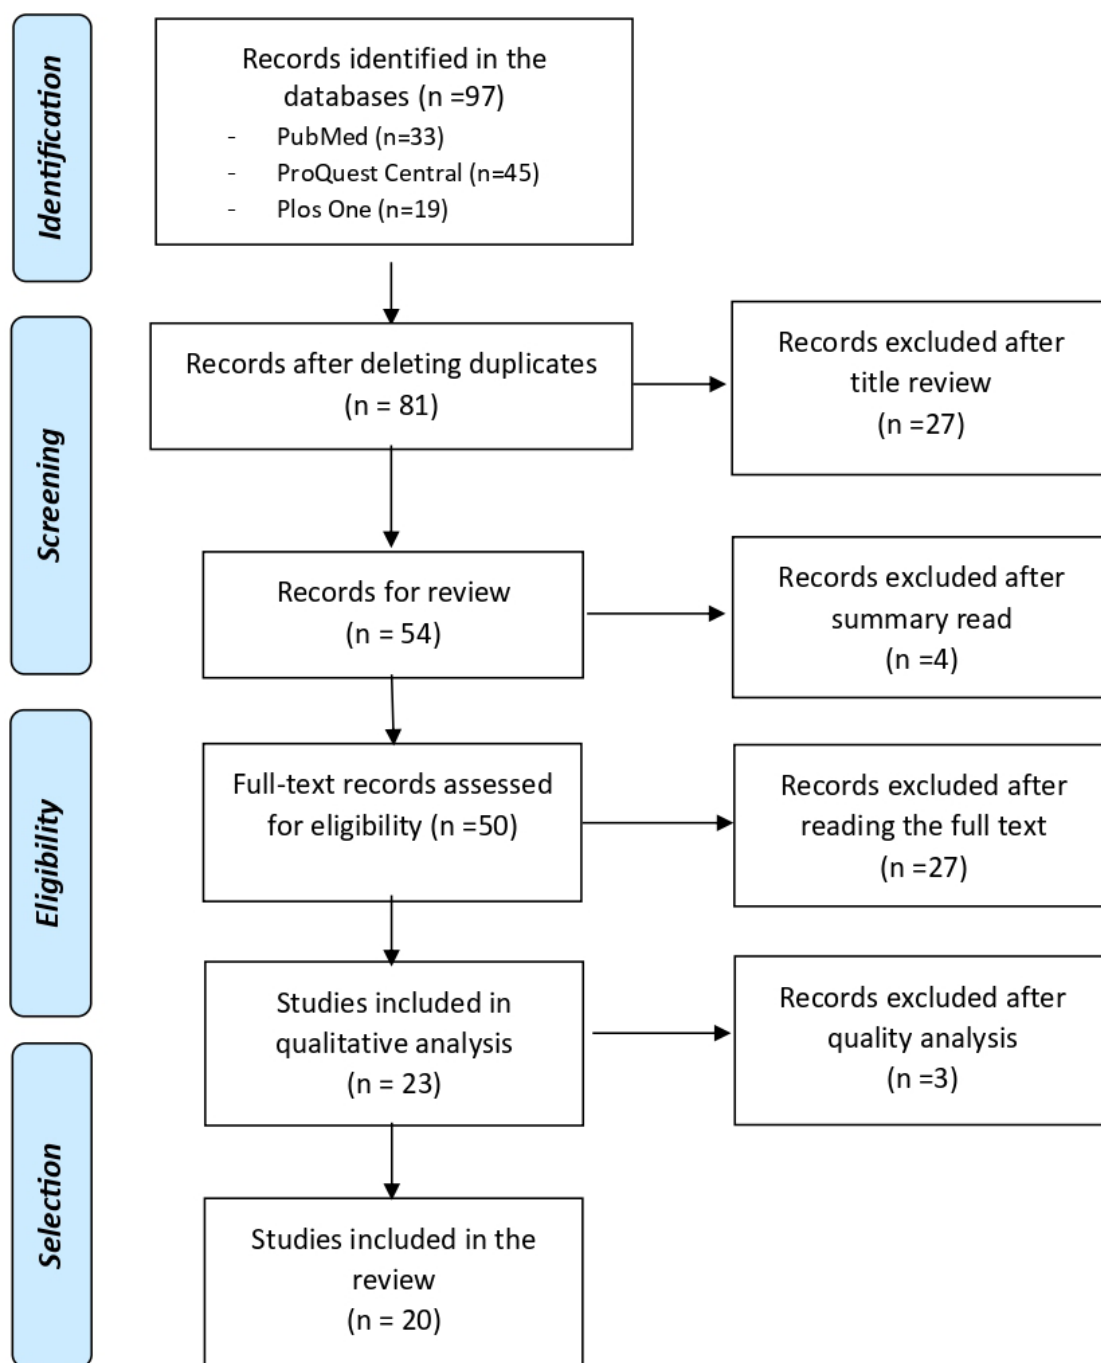 Identification
Records identified in the
databases (n =97)
- PubMed (n=33)
- ProQuest Central (n=45)
- Plos One (n=19)
Screening
Records after deleting duplicates
(n = 81)
Records excluded after
title review
(n =27)
Records for review
(n = 54)
Records excluded after
summary read
(n =4)
Eligibility
Full-text records assessed
for eligibility (n =50)
Records excluded after
reading the full text
(n =27)
Studies included in
qualitative analysis
(n = 23)
Records excluded after
quality analysis
(n =3)
Selection
Studies included in the
review
(n = 20)